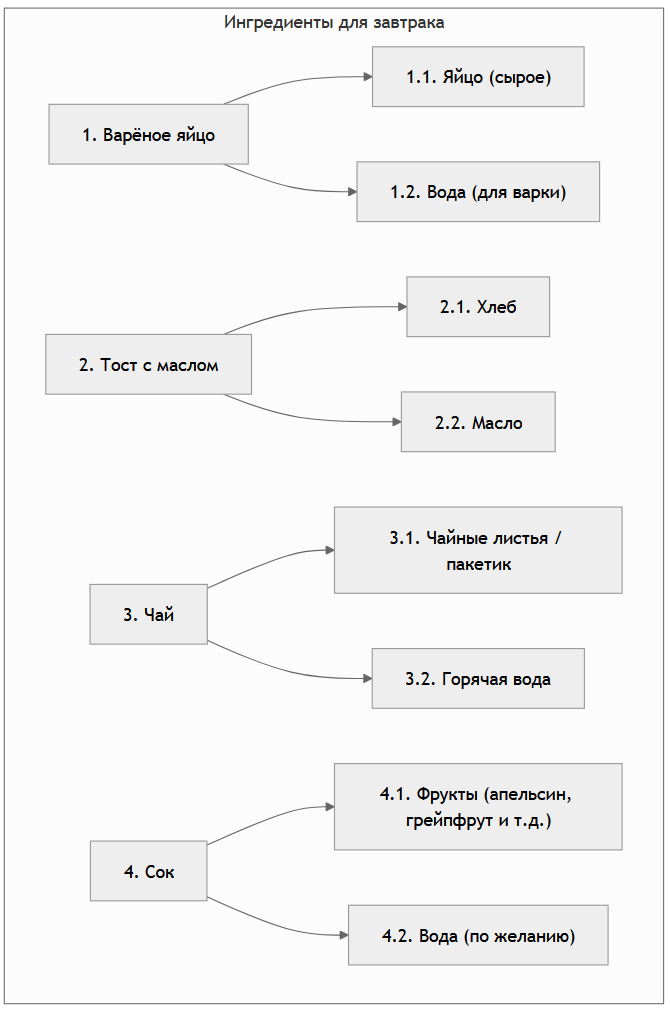 Ингредиенты для завтрака
1. Варёное яйцо
1.1. Яйцо (сырое)
1.2. Вода (для варки)
2. Тост с маслом
2.1. Хлеб
2.2. Масло
3. Чай
3.1. Чайные листья /
пакетик
3.2. Горячая вода
4. Сок
4.1. Фрукты (апельсин,
грейпфрут и т.д.)
4.2. Вода (по желанию)